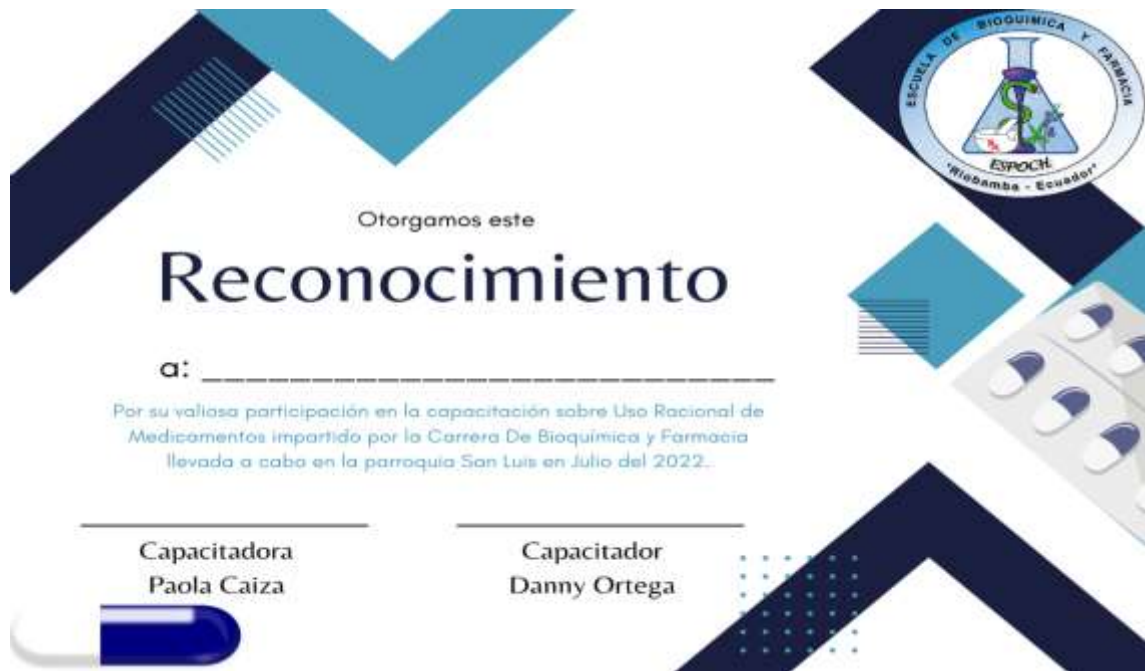 ESCUELA DE BIOQUIMICA Y FARMACIA
ESPOCH
"Riobamba - Ecuador"
Otorgamos este
Reconocimiento
a: __________________________
Por su valiosa participación en la capacitación sobre Uso Racional de
Medicamentos impartido por la Carrera De Bioquímica y Farmacia
llevada a cabo en la parroquia San Luis en Julio del 2022.
Capacitadora
Paola Caiza
Capacitador
Danny Ortega